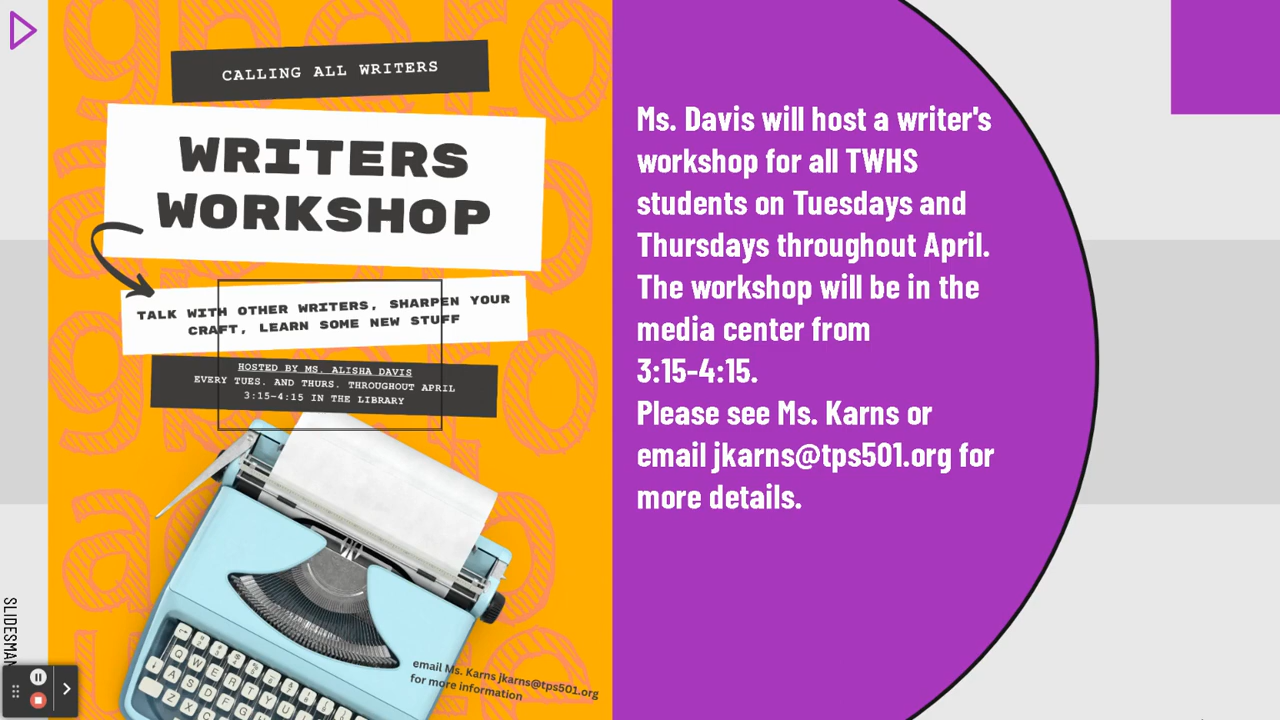 CALLING ALL WRITERS
WRITERS
WORKSHOP
TALK WITH OTHER WRITERS, SHARPEN YOUR
CRAFT, LEARN SOME NEW STUFF
HOSTED BY MS. ALISHA DAVIS
EVERY TUES. AND THURS. THROUGHOUT APRIL
3:15-4:15 IN THE LIBRARY
email Ms. Karns jkarns@tps501.org
for more information
Ms. Davis will host a writer's
workshop for all TWHS
students on Tuesdays and
Thursdays throughout April.
The workshop will be in the
media center from
3:15-4:15.
Please see Ms. Karns or
email jkarns@tps501.org for
more details.
SLIDESMAN